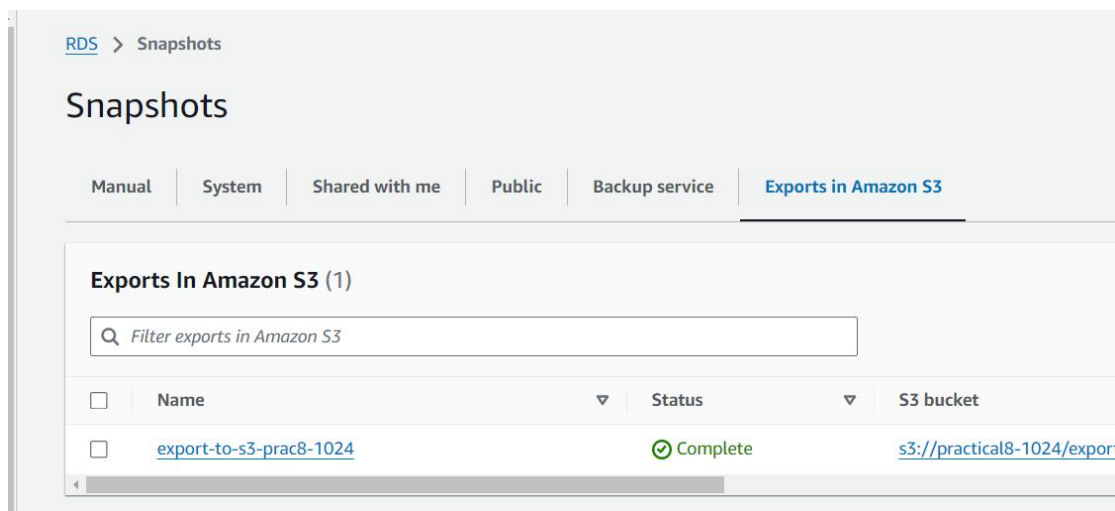 RDS > Snapshots
Snapshots
Manual System Shared with me Public Backup service Exports in Amazon S3
Exports In Amazon S3 (1)
Filter exports in Amazon S3
Name Status S3 bucket
export-to-s3-prac8-1024 Complete s3://practical8-1024/export